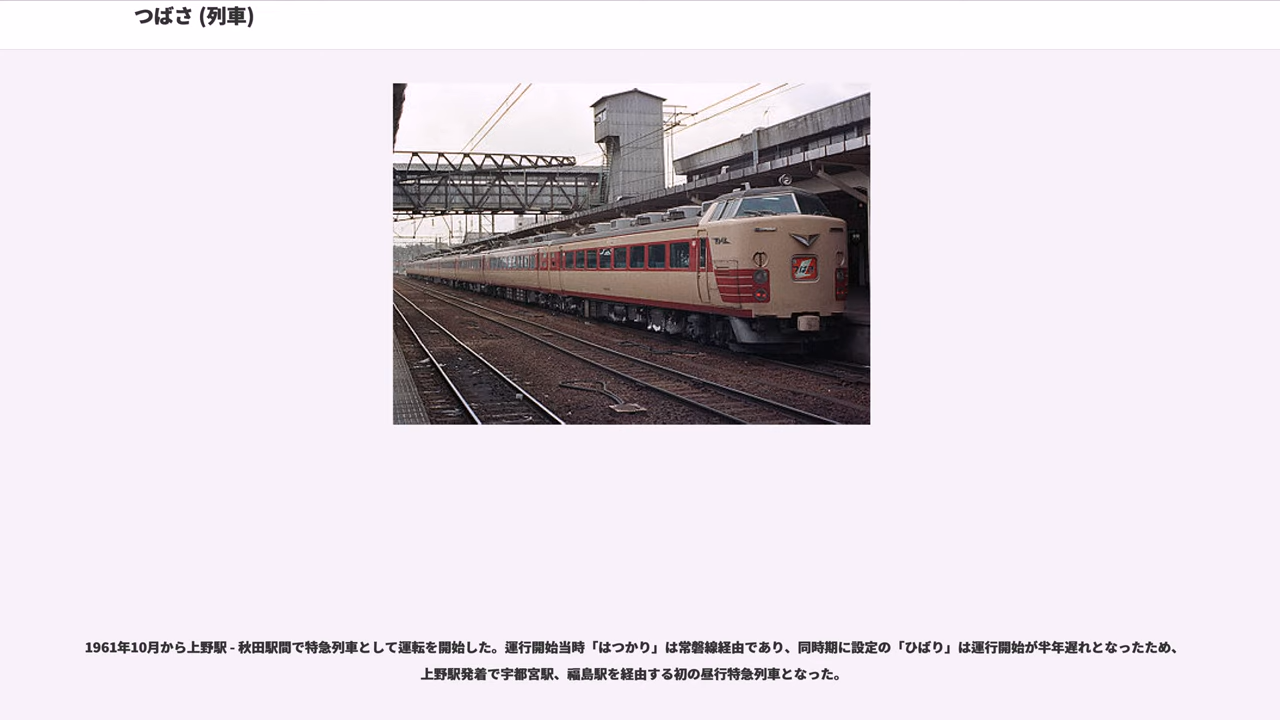 つばさ (列車)
1961年10月から上野駅 - 秋田駅間で特急列車として運転を開始した。運行開始当時「はつかり」は常磐線経由であり、同時期に設定の「ひばり」は運行開始が半年遅れとなったため、
上野駅発着で宇都宮駅、福島駅を経由する初の昼行特急列車となった。